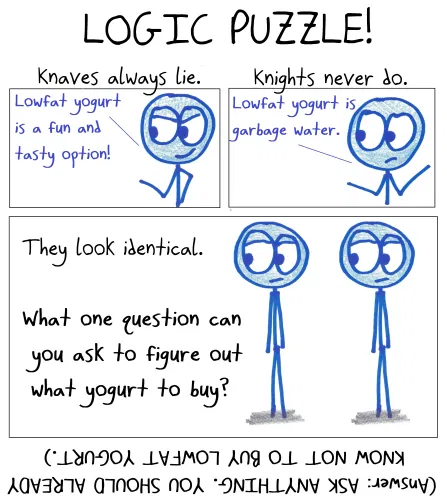 LOGIC PUZZLE!
Knaves always lie.
Lowfat yogurt
is a fun and
tasty option!
Knights never do.
Lowfat yogurt is
garbage water.
They look identical.
What one question can
you ask to figure out
what yogurt to buy?
(Answer: ASK ANYTHING. YOU SHOULD ALREADY
KNOW NOT TO BUY LOWFAT YOGURT.)